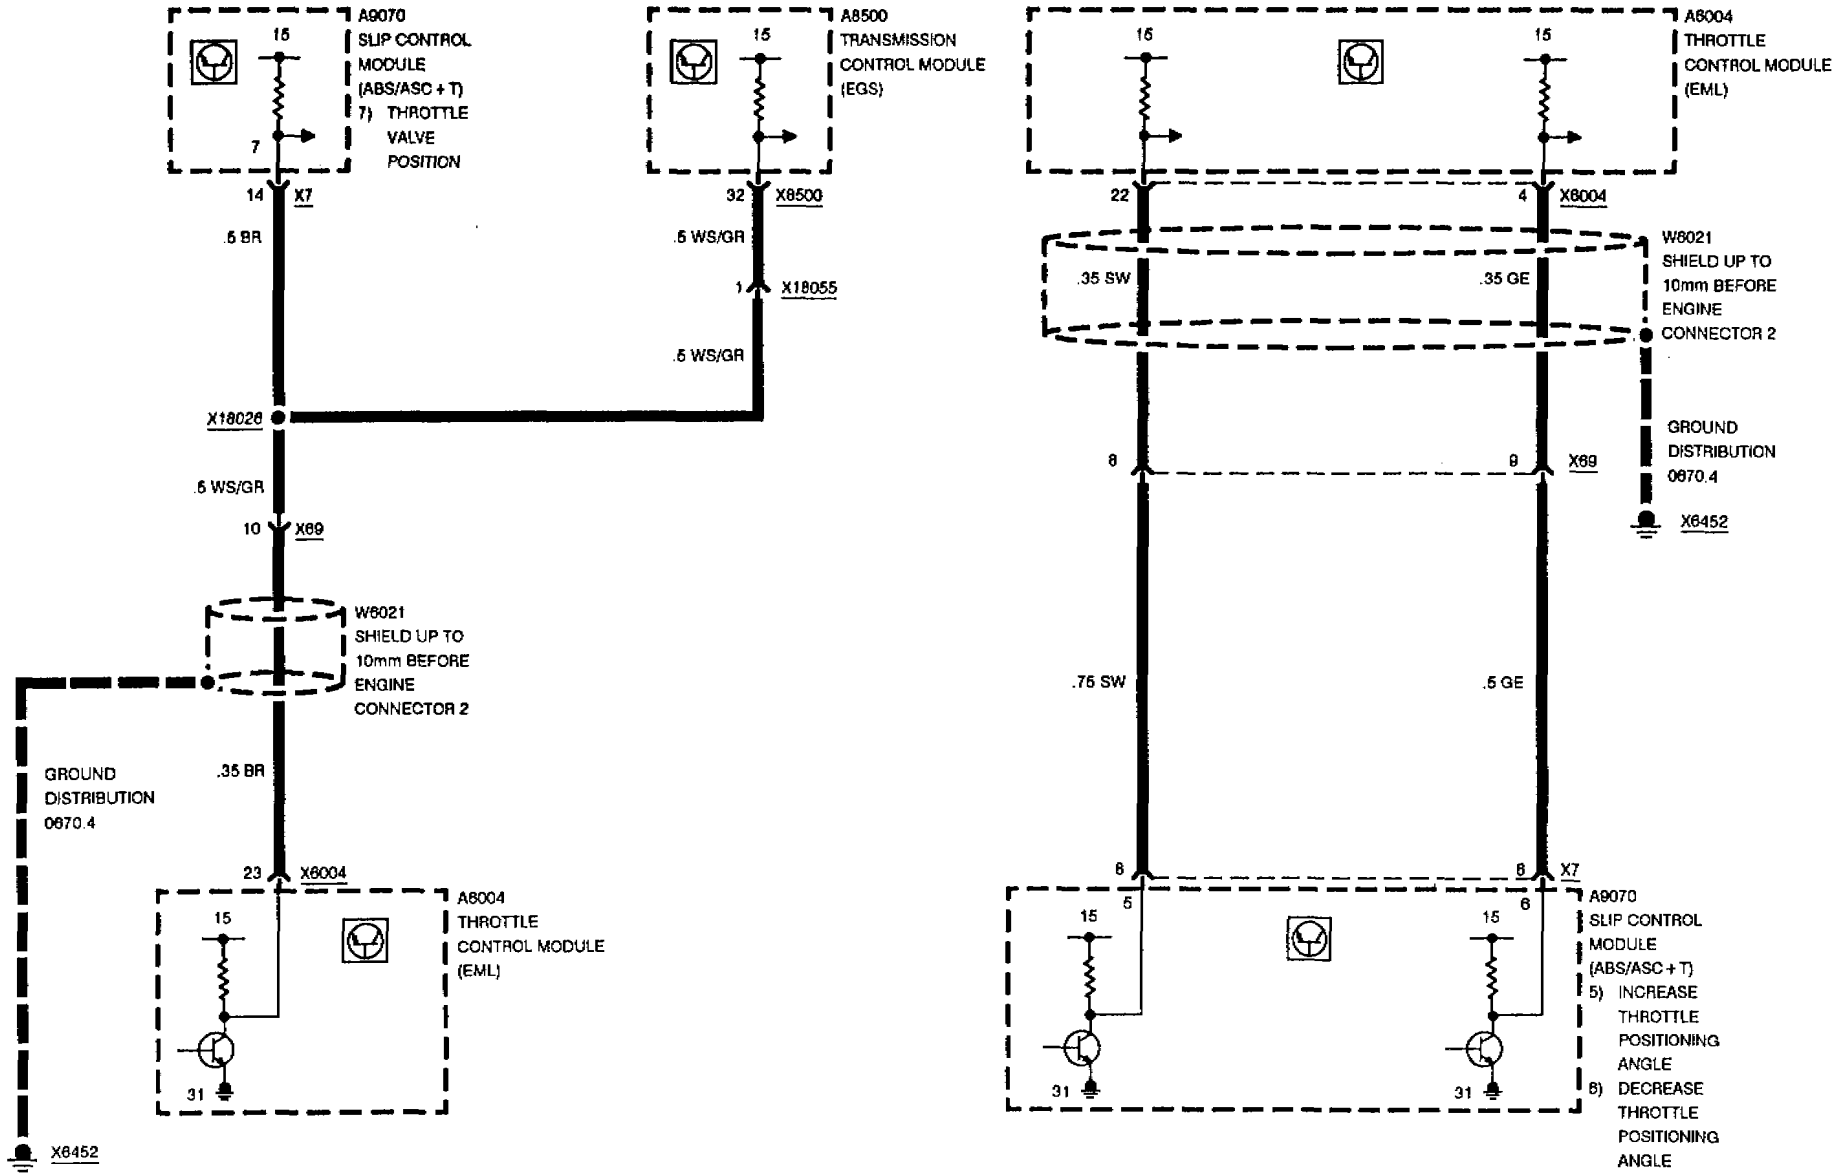 A9070
SLIP CONTROL
MODULE
(ABS/ASC + T)
7) THROTTLE
VALVE
POSITION
15
7
14 X7
.5 BR
A8500
TRANSMISSION
CONTROL MODULE
(EGS)
15
32 X8500
.5 WS/GR
1 X18055
.5 WS/GR
X18026
.5 WS/GR
10 X69
W6021
SHIELD UP TO
10mm BEFORE
ENGINE
CONNECTOR 2
GROUND
DISTRIBUTION
0670.4
.35 BR
23 X6004
A6004
THROTTLE
CONTROL MODULE
(EML)
15
31
X6452
A6004
THROTTLE
CONTROL MODULE
(EML)
15
15
22
4 X6004
W6021
SHIELD UP TO
10mm BEFORE
ENGINE
CONNECTOR 2
.35 SW
.35 GE
GROUND
DISTRIBUTION
0670.4
X6452
8
9 X69
.75 SW
.5 GE
6
8 X7
5
6
A9070
SLIP CONTROL
MODULE
(ABS/ASC + T)
5) INCREASE
THROTTLE
POSITIONING
ANGLE
6) DECREASE
THROTTLE
POSITIONING
ANGLE
15
15
31
31